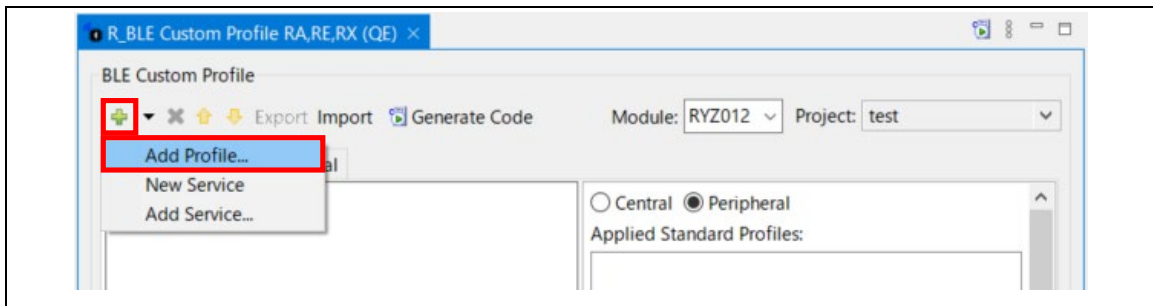 R_BLE Custom Profile RA,RE,RX (QE)
BLE Custom Profile
Export Import Generate Code Module: RYZ012 Project: test
Add Profile...
al
New Service
Add Service...
Central Peripheral
Applied Standard Profiles: